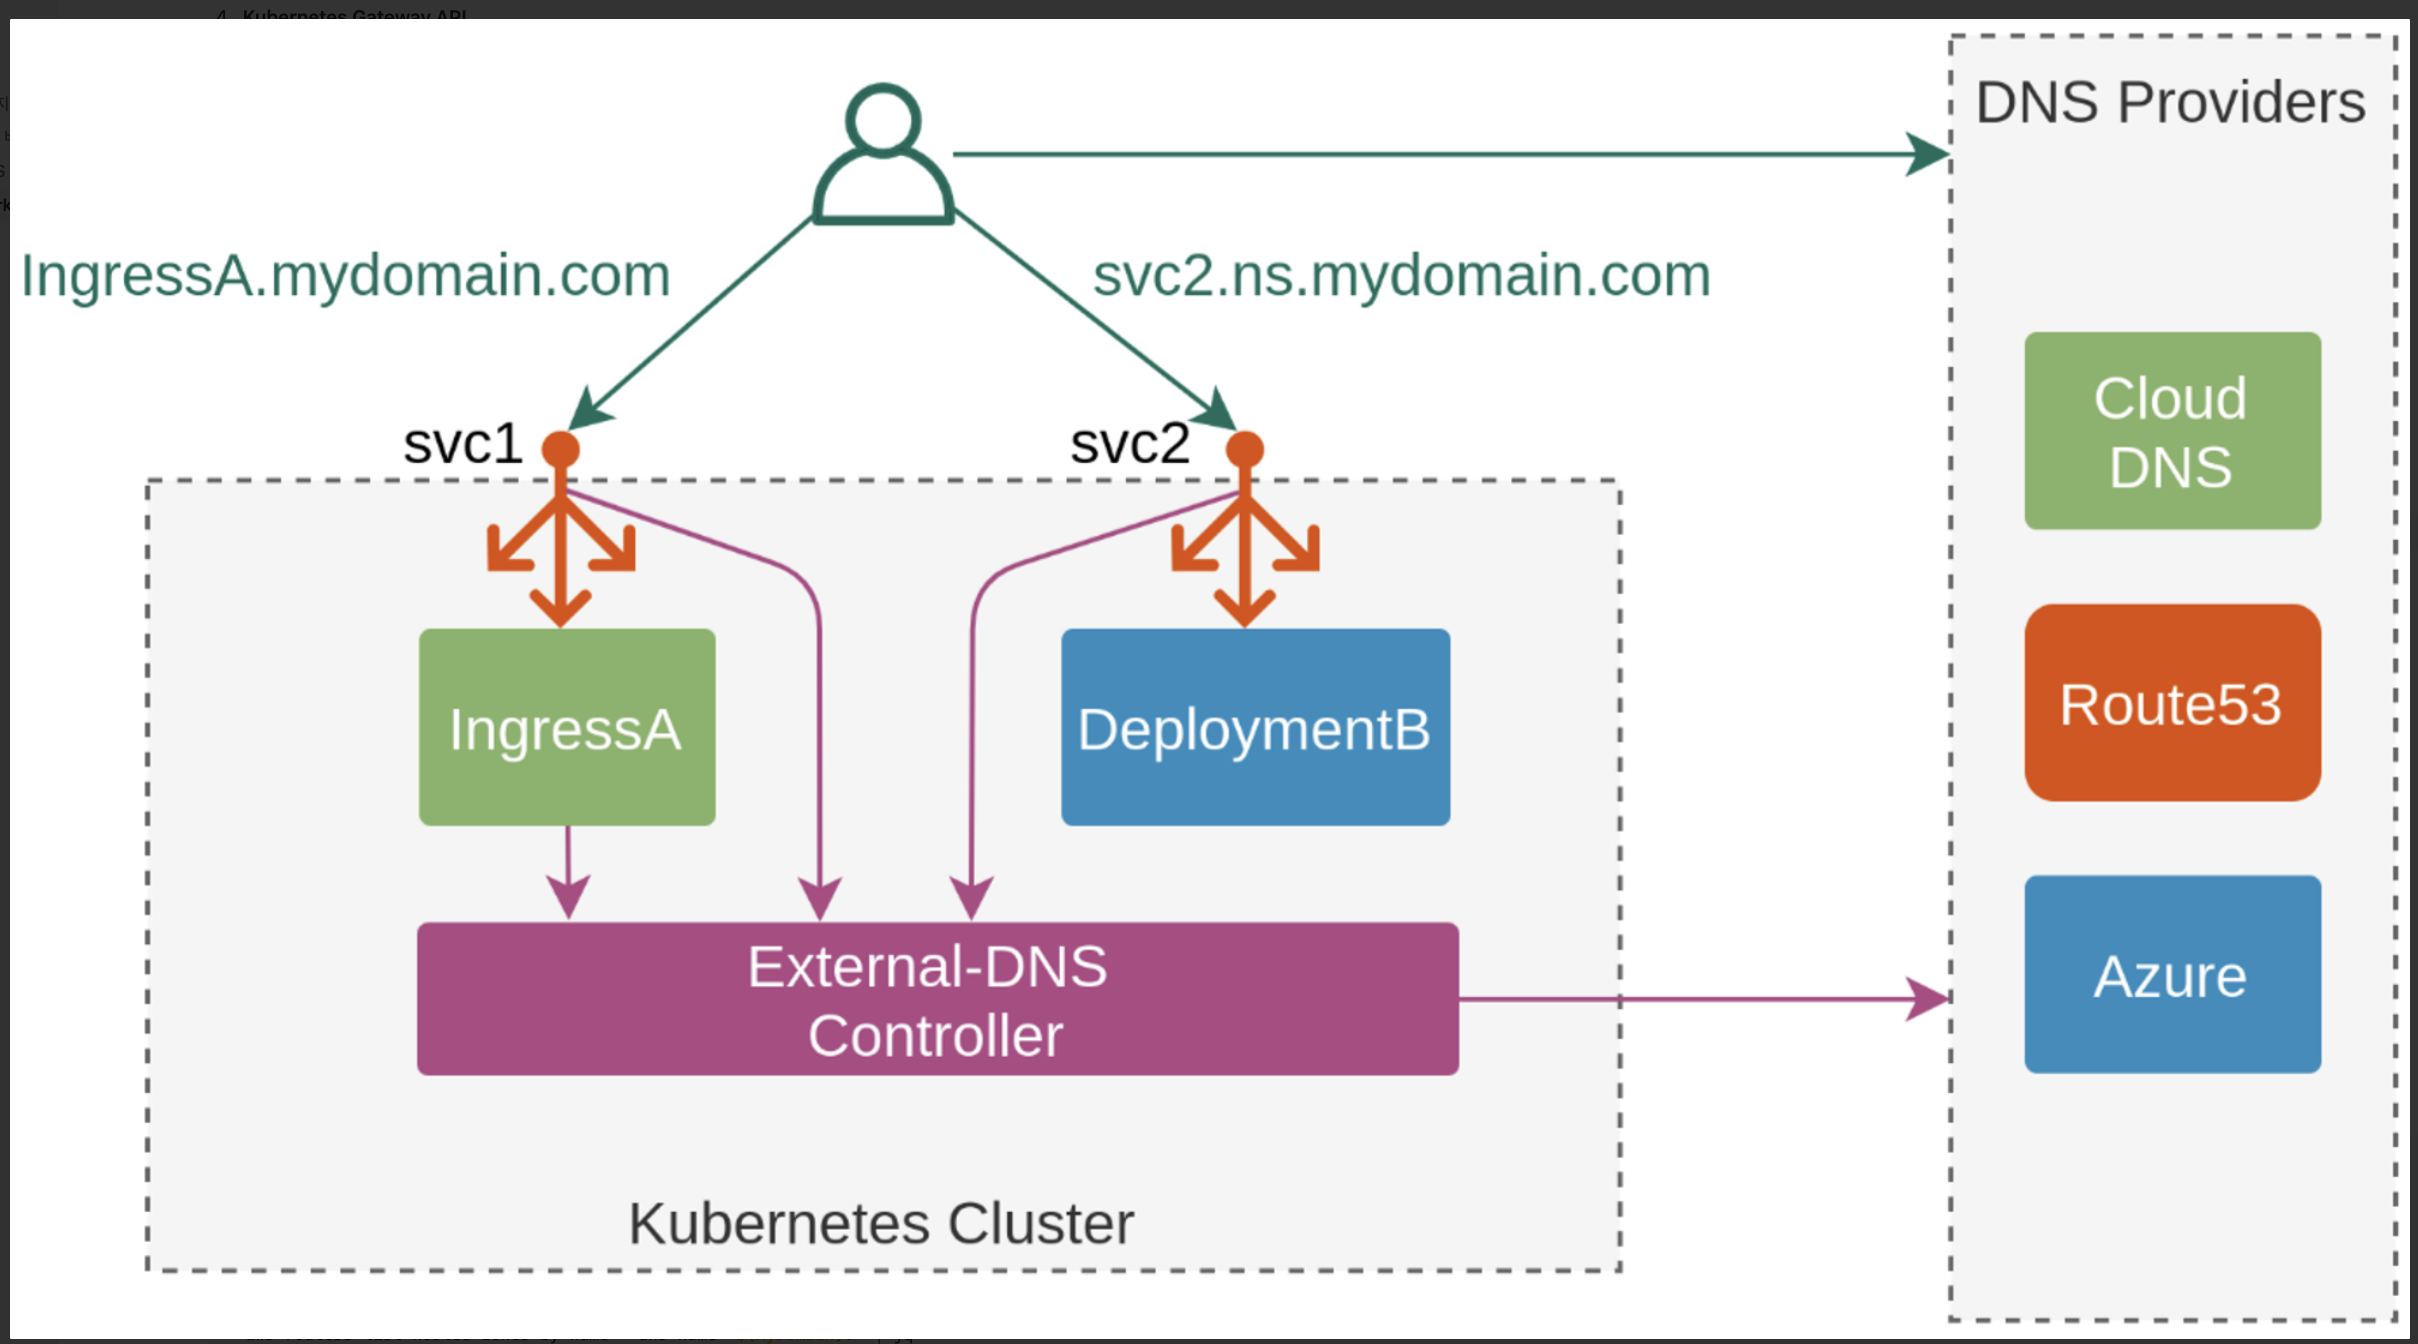 4. Kubernetes Gateway API
DNS Providers
IngressA.mydomain.com
svc2.ns.mydomain.com
svc1
svc2
Cloud
DNS
Route53
IngressA
DeploymentB
Azure
External-DNS
Controller
Kubernetes Cluster